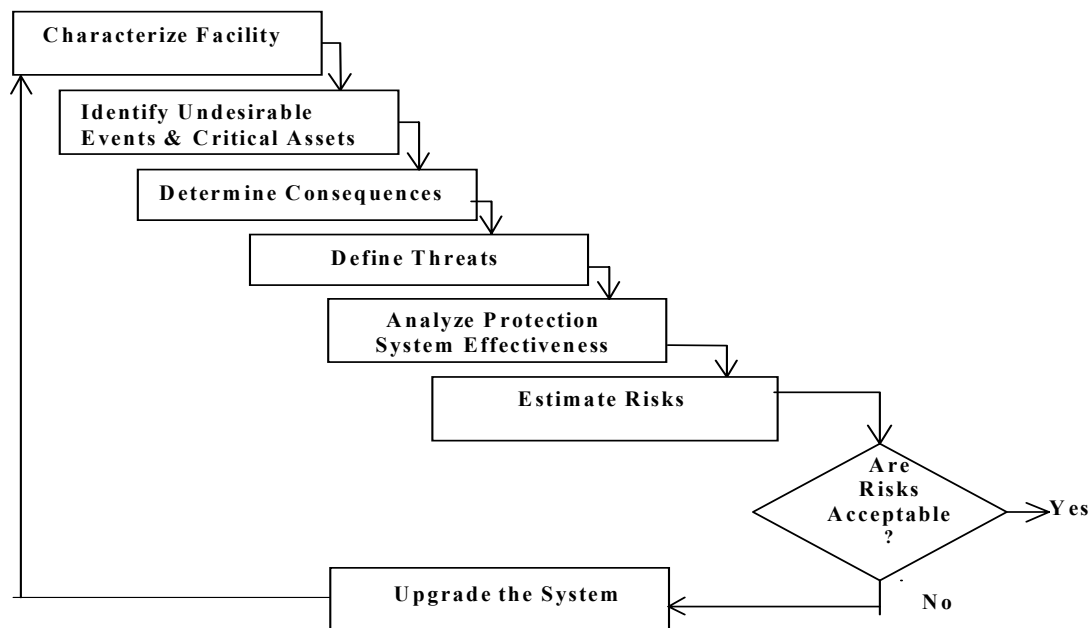 Characterize Facility
Identify Undesirable
Events & Critical Assets
Determine Consequences
Define Threats
Analyze Protection
System Effectiveness
Estimate Risks
Are
Risks
Acceptable
?
Yes
No
Upgrade the System